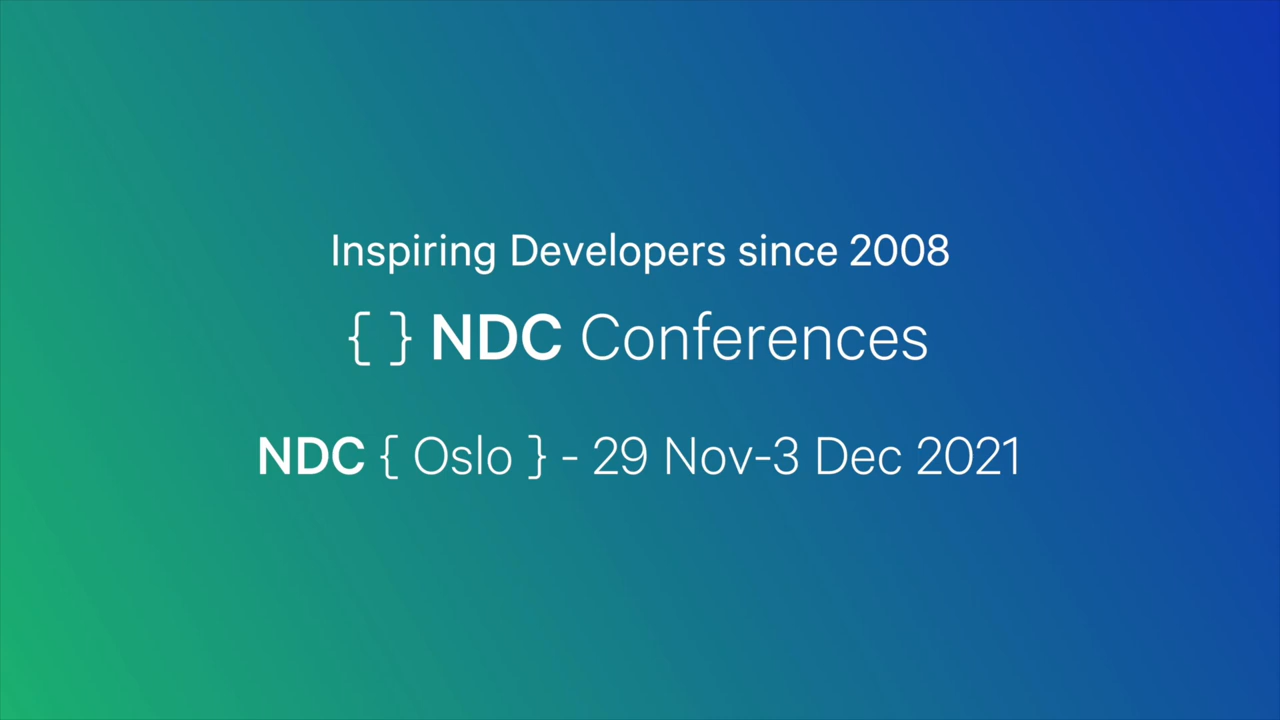 Inspiring Developers since 2008
{ } NDC Conferences
NDC { Oslo } - 29 Nov-3 Dec 2021